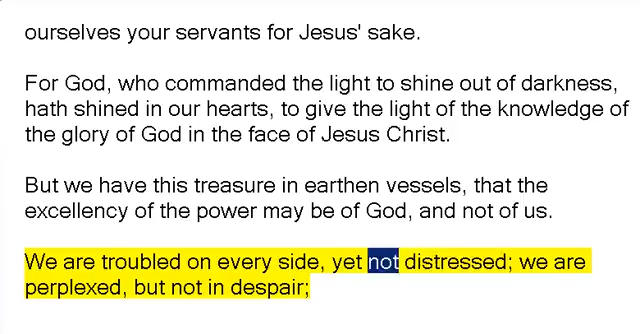 ourselves your servants for Jesus' sake.
For God, who commanded the light to shine out of darkness,
hath shined in our hearts, to give the light of the knowledge of
the glory of God in the face of Jesus Christ.
But we have this treasure in earthen vessels, that the
excellency of the power may be of God, and not of us.
We are troubled on every side, yet not distressed; we are
perplexed, but not in despair;